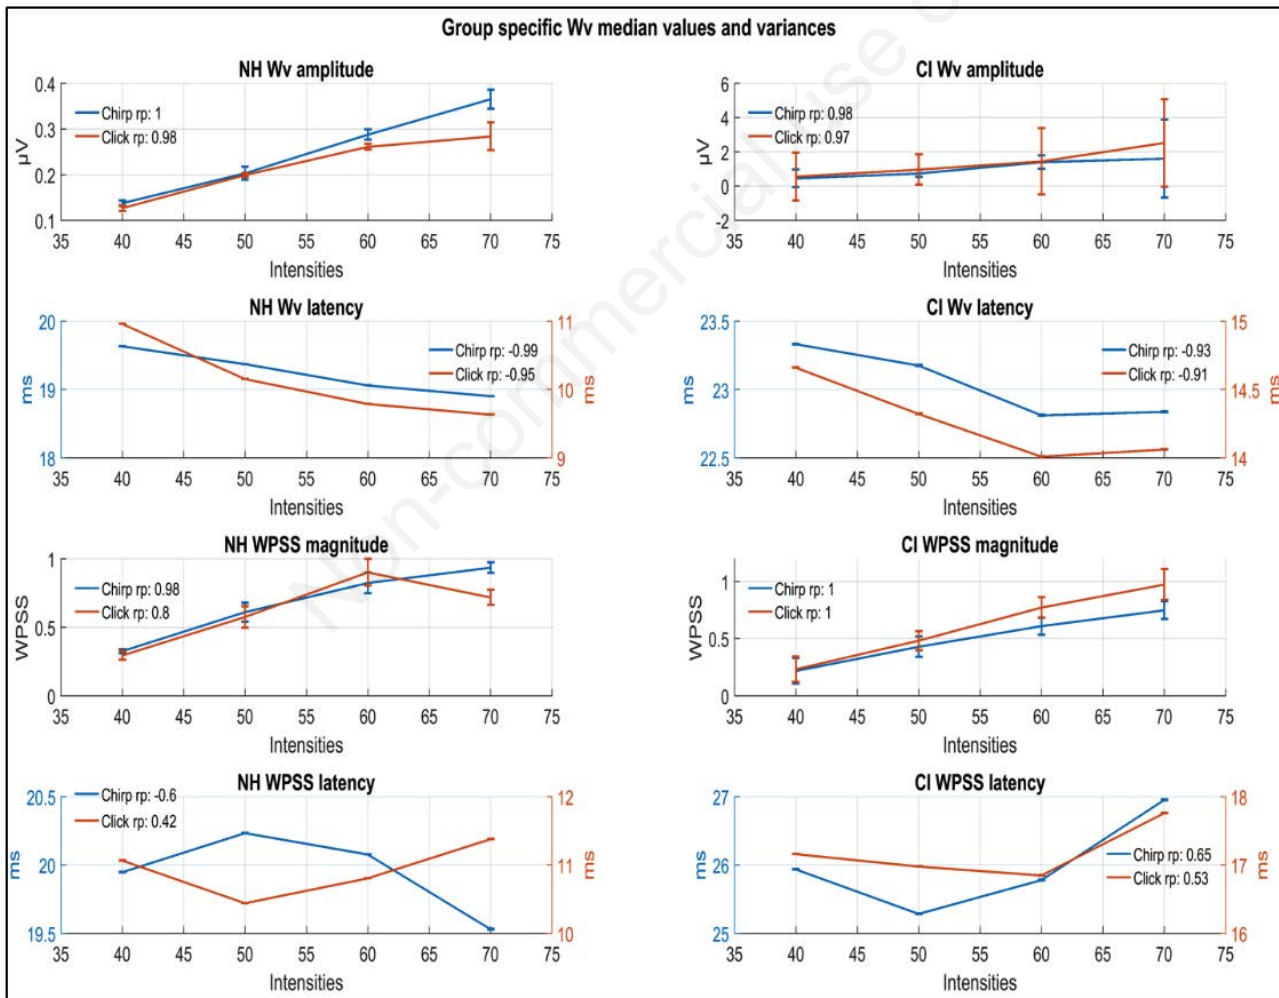 Group specific Wv median values and variances
NH Wv amplitude
0.4
0.3
0.2
0.1
µV
Chirp rp: 1
Click rp: 0.98
35 40 45 50 55 60 65 70 75
Intensities
CI Wv amplitude
6
4
2
0
-2
µV
Chirp rp: 0.98
Click rp: 0.97
35 40 45 50 55 60 65 70 75
Intensities
NH Wv latency
20
19
18
ms
11
10
9
ms
Chirp rp: -0.99
Click rp: -0.95
35 40 45 50 55 60 65 70 75
Intensities
CI Wv latency
23.5
23
22.5
ms
15
14.5
14
ms
Chirp rp: -0.93
Click rp: -0.91
35 40 45 50 55 60 65 70 75
Intensities
NH WPSS magnitude
1
0.5
0
WPSS
Chirp rp: 0.98
Click rp: 0.8
35 40 45 50 55 60 65 70 75
Intensities
CI WPSS magnitude
1
0.5
0
WPSS
Chirp rp: 1
Click rp: 1
35 40 45 50 55 60 65 70 75
Intensities
NH WPSS latency
20.5
20
19.5
ms
12
11
10
ms
Chirp rp: -0.6
Click rp: 0.42
35 40 45 50 55 60 65 70 75
Intensities
CI WPSS latency
27
26
25
ms
18
17
16
ms
Chirp rp: 0.65
Click rp: 0.53
35 40 45 50 55 60 65 70 75
Intensities
Non-commercial use